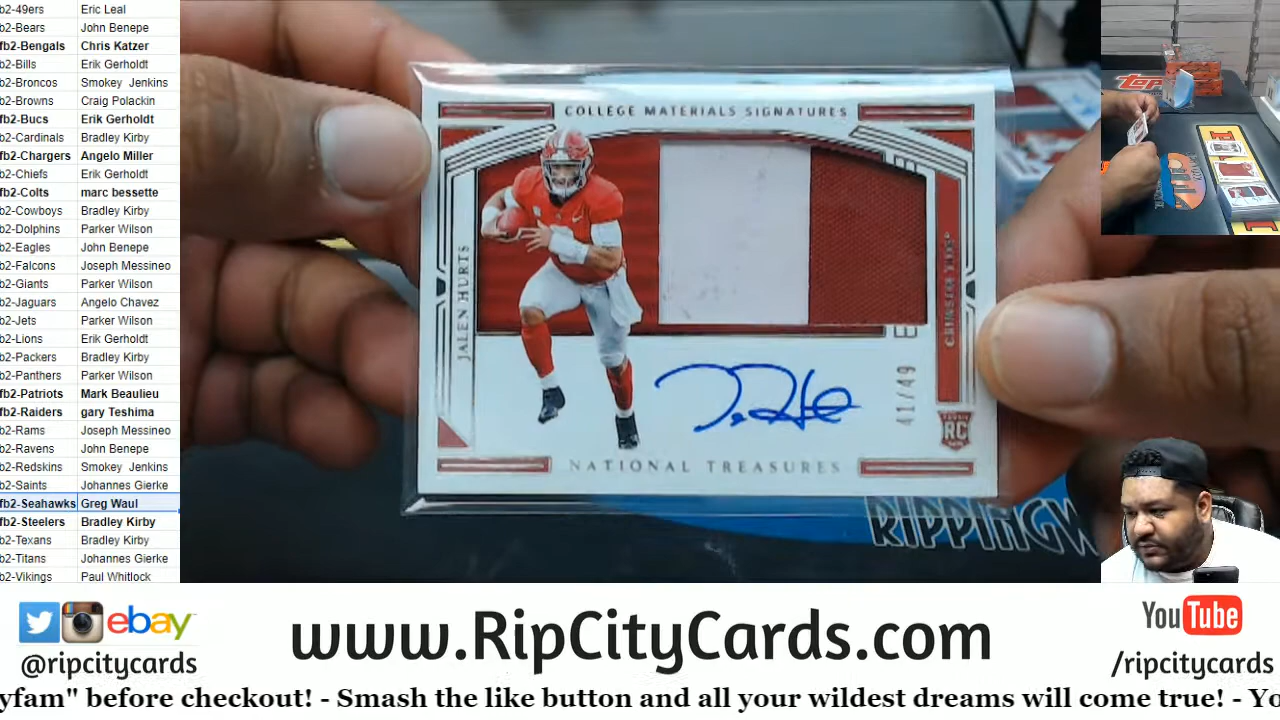 b2-49ers Eric Leal
b2-Bears John Benepe
fb2-Bengals Chris Katzer
b2-Bills Erik Gerholdt
b2-Broncos Smokey Jenkins
b2-Browns Craig Polackin
fb2-Bucs Erik Gerholdt
b2-Cardinals Bradley Kirby
fb2-Chargers Angelo Miller
b2-Chiefs Erik Gerholdt
fb2-Colts marc bessette
b2-Cowboys Bradley Kirby
b2-Dolphins Parker Wilson
b2-Eagles John Benepe
b2-Falcons Joseph Messineo
b2-Giants Parker Wilson
b2-Jaguars Angelo Chavez
b2-Jets Parker Wilson
b2-Lions Erik Gerholdt
b2-Packers Bradley Kirby
b2-Panthers Parker Wilson
fb2-Patriots Mark Beaulieu
fb2-Raiders gary Teshima
b2-Rams Joseph Messineo
b2-Ravens John Benepe
b2-Redskins Smokey Jenkins
b2-Saints Johannes Gierke
fb2-Seahawks Greg Waul
fb2-Steelers Bradley Kirby
b2-Texans Bradley Kirby
b2-Titans Johannes Gierke
b2-Vikings Paul Whitlock
COLLEGE MATERIALS SIGNATURES
JALEN HURTS
CRIMSON TIDE
41/49
RC
NATIONAL TREASURES
RIPPINGW
Topps
ebay
@ripcitycards
www.RipCityCards.com
YouTube
/ripcitycards
yfam" before checkout! - Smash the like button and all your wildest dreams will come true! - Yo